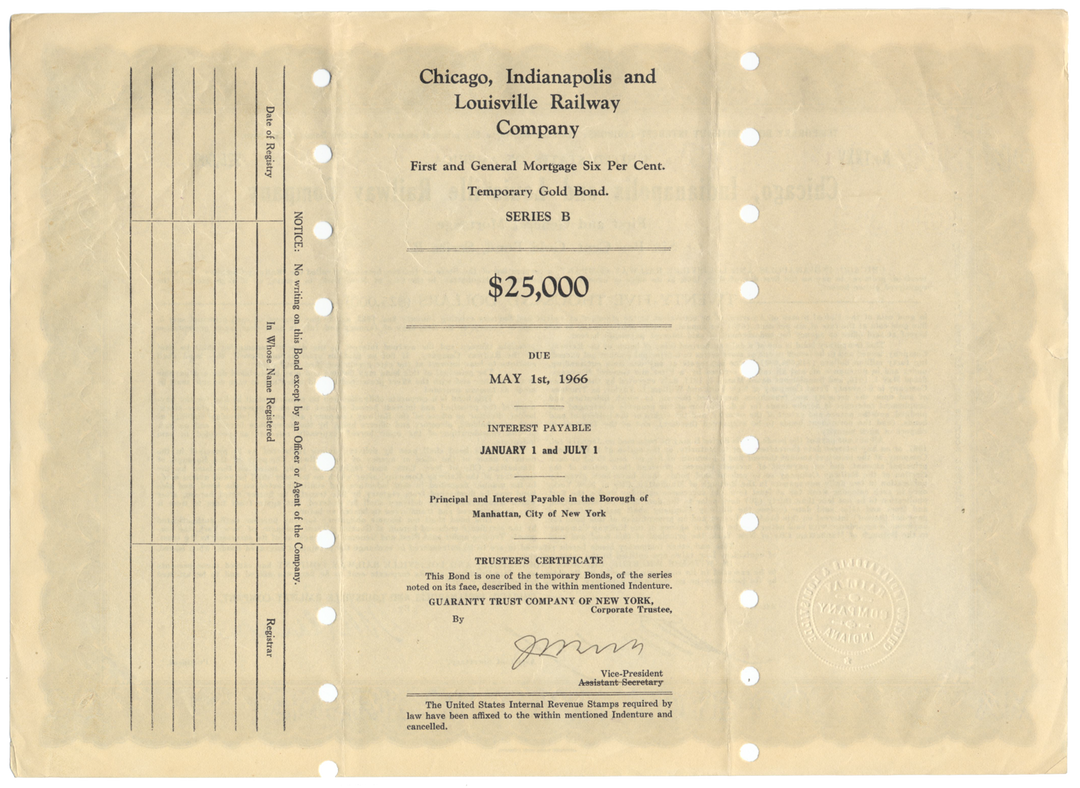 Chicago, Indianapolis and
Louisville Railway
Company
First and General Mortgage Six Per Cent.
Temporary Gold Bond.
SERIES B
$25,000
DUE
MAY 1st, 1966
INTEREST PAYABLE
JANUARY 1 and JULY 1
Principal and Interest Payable in the Borough of
Manhattan, City of New York
TRUSTEE'S CERTIFICATE
This Bond is one of the temporary Bonds, of the series
noted on its face, described in the within mentioned Indenture.
GUARANTY TRUST COMPANY OF NEW YORK,
Corporate Trustee,
By
Vice-President
Assistant Secretary
The United States Internal Revenue Stamps required by
law have been affixed to the within mentioned Indenture and
cancelled.
NOTICE: No writing on this Bond except by an Officer or Agent of the Company.
Date of Registry
In Whose Name Registered
Registrar